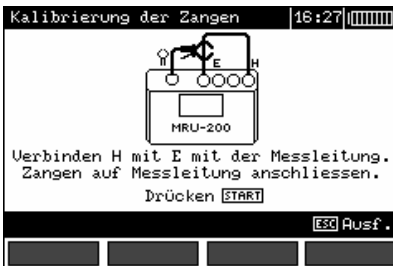 Kalibrierung der Zangen 16:27
E H
MRU-200
Verbinden H mit E mit der Messleitung.
Zangen auf Messleitung anschliessen.
Drücken START
ESC Ausf.